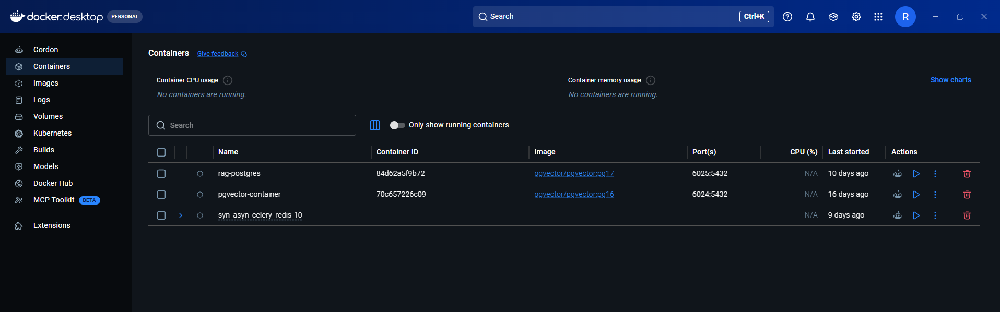 docker.desktop PERSONAL Search Ctrl+K R
Gordon
Containers
Images
Logs
Volumes
Kubernetes
Builds
Models
Docker Hub
MCP Toolkit BETA
Extensions
Containers Give feedback
Container CPU usage
No containers are running.
Container memory usage
No containers are running.
Show charts
Search
Only show running containers
Name Container ID Image Port(s) CPU (%) Last started Actions
rag-postgres 84d62a5f9b72 pgvector/pgvector:pg17 6025:5432 N/A 10 days ago
pgvector-container 70c657226c09 pgvector/pgvector:pg16 6024:5432 N/A 16 days ago
syn_asyn_celery_redis-10 - - - N/A 9 days ago